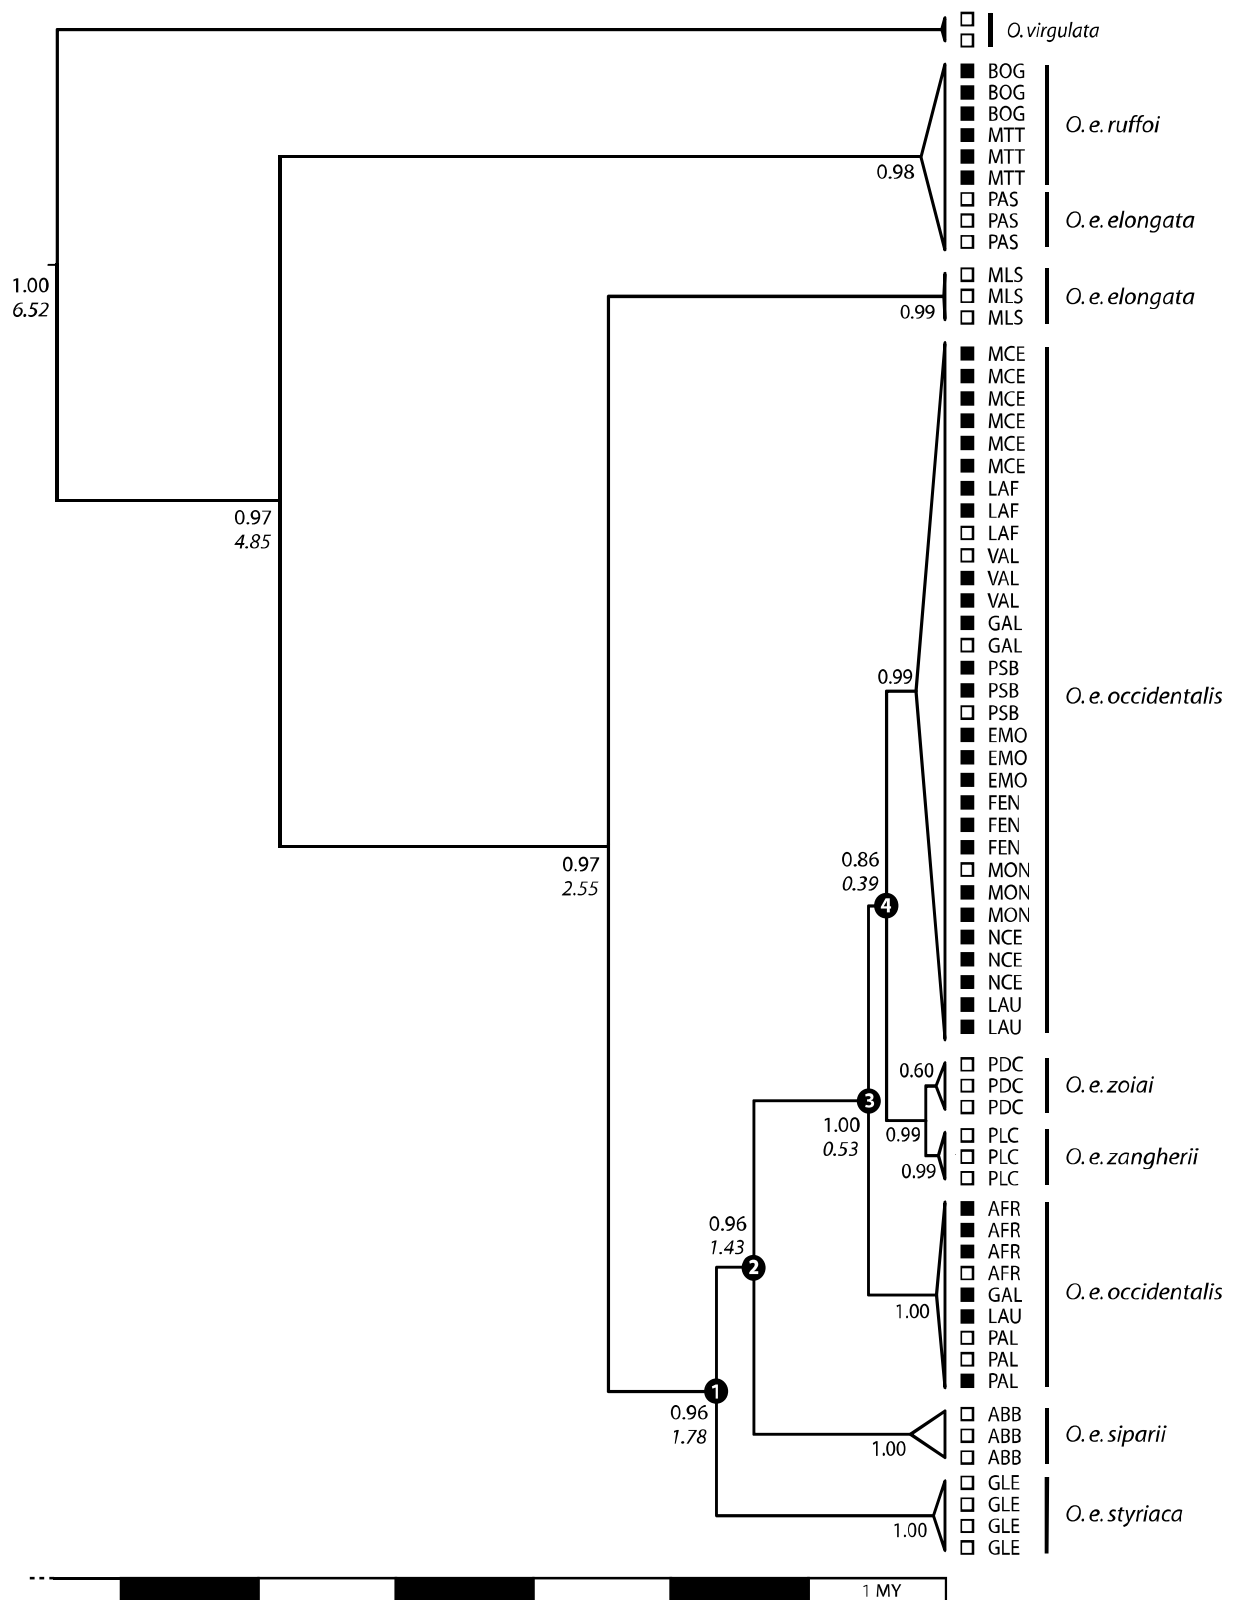 O. virgulata
BOG
BOG
BOG
O. e. ruffoi
MTT
MTT
0.98
MTT
PAS
PAS
O. e. elongata
PAS
1.00
6.52
MLS
MLS
O. e. elongata
0.99
MLS
MCE
MCE
MCE
MCE
MCE
MCE
LAF
LAF
0.97
4.85
LAF
VAL
VAL
VAL
GAL
GAL
0.99
PSB
PSB
O. e. occidentalis
PSB
EMO
EMO
EMO
FEN
FEN
FEN
0.97
2.55
0.86
0.39
4
MON
MON
MON
NCE
NCE
NCE
LAU
LAU
0.60
PDC
PDC
O. e. zoiai
PDC
3
1.00
0.53
0.99
PLC
PLC
O. e. zangherii
0.99
PLC
AFR
AFR
AFR
AFR
0.96
1.43
2
GAL
O. e. occidentalis
1.00
LAU
PAL
PAL
PAL
1
0.96
1.78
ABB
ABB
O. e. siparii
1.00
ABB
GLE
GLE
O. e. styriaca
1.00
GLE
GLE
1 MY